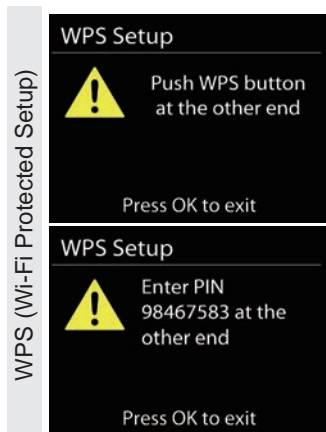 WPS (Wi-Fi Protected Setup)
WPS Setup
Push WPS button
at the other end
Press OK to exit
WPS Setup
Enter PIN
98467583 at the
other end
Press OK to exit